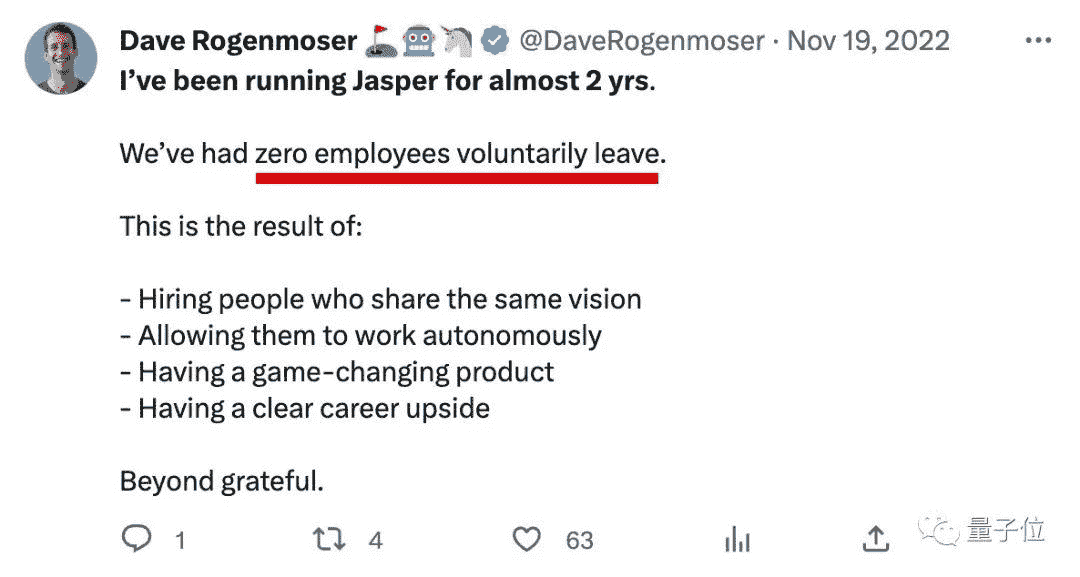 Dave Rogenmoser ⛳🤖🦄 @DaveRogenmoser · Nov 19, 2022
I’ve been running Jasper for almost 2 yrs.
We’ve had zero employees voluntarily leave.
This is the result of:
- Hiring people who share the same vision
- Allowing them to work autonomously
- Having a game-changing product
- Having a clear career upside
Beyond grateful.
1 4 63
量子位